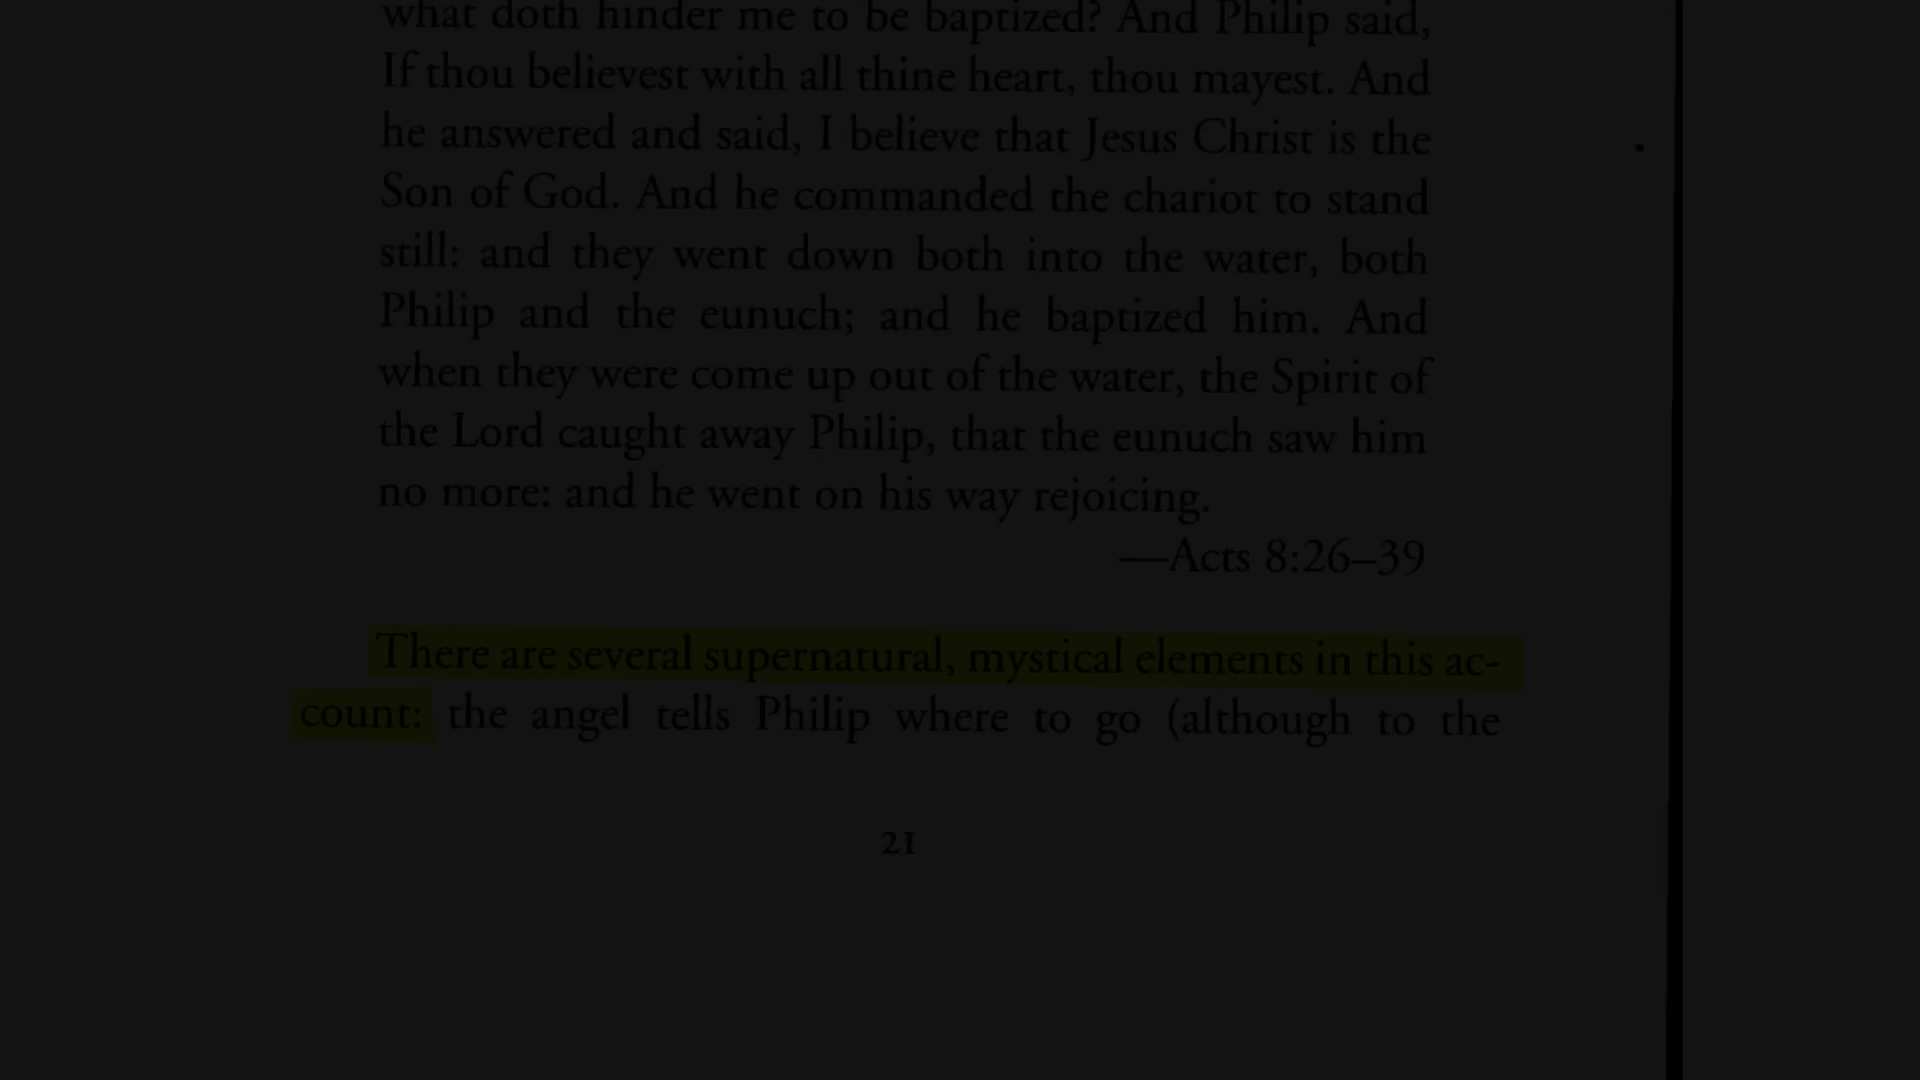 what doth hinder me to be baptized? And Philip said,
If thou believest with all thine heart, thou mayest. And
he answered and said, I believe that Jesus Christ is the
Son of God. And he commanded the chariot to stand
still: and they went down both into the water, both
Philip and the eunuch; and he baptized him. And
when they were come up out of the water, the Spirit of
the Lord caught away Philip, that the eunuch saw him
no more: and he went on his way rejoicing.
—Acts 8:26–39
There are several supernatural, mystical elements in this ac-
count: the angel tells Philip where to go (although to the
21